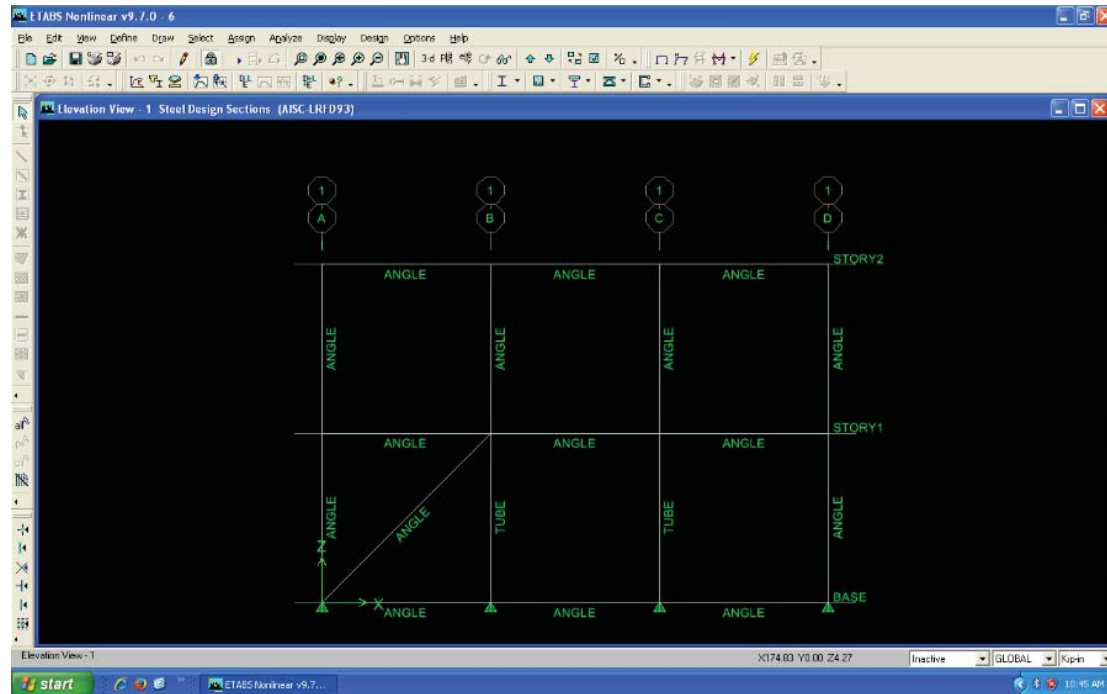 ETABS Nonlinear v9.7.0 - 6
File Edit View Define Draw Select Assign Analyze Display Design Options Help
3-d
Elevation View - 1 Steel Design Sections (AISC-LRFD93)
1 1 1 1
A B C D
STORY2
ANGLE ANGLE ANGLE
ANGLE ANGLE ANGLE ANGLE
STORY1
ANGLE ANGLE ANGLE
ANGLE ANGLE TUBE TUBE ANGLE
Z
X
BASE
ANGLE ANGLE ANGLE
Elevation View - 1 X174.83 Y0.00 Z4.27 Inactive GLOBAL Kip-in
start ETABS Nonlinear v9.7... 10:45 AM